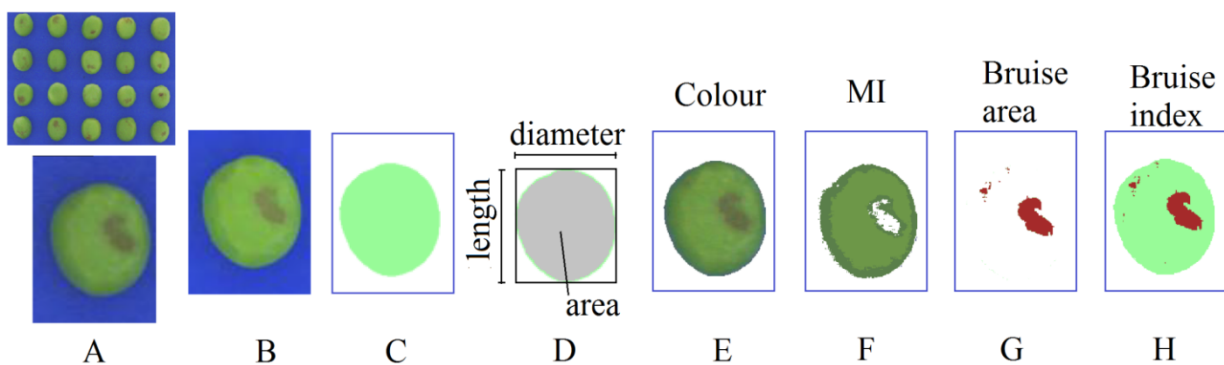 Colour
MI
Bruise
area
Bruise
index
diameter
length
area
A
B
C
D
E
F
G
H